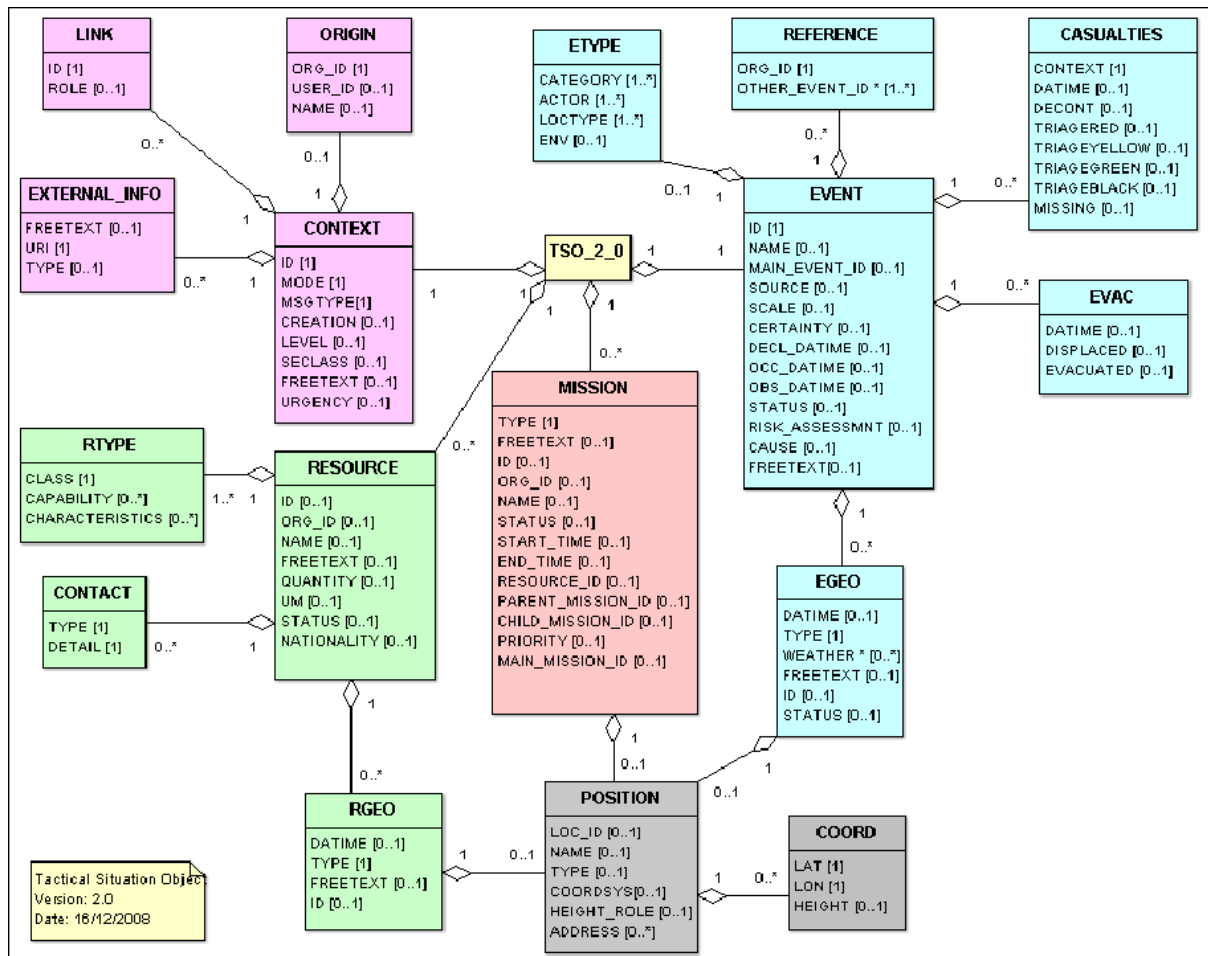 LINK
ID [1]
ROLE [0..1]
ORIGIN
ORG_ID [1]
USER_ID [0..1]
NAME [0..1]
ETYPE
CATEGORY [1..*]
ACTOR [1..*]
LOCTYPE [1..*]
ENV [0..1]
REFERENCE
ORG_ID [1]
OTHER_EVENT_ID * [1..*]
CASUALTIES
CONTEXT [1]
DATIME [0..1]
DECONT [0..1]
TRIAGERED [0..1]
TRIAGEYELLOW [0..1]
TRIAGEGREEN [0..1]
TRIAGEBLACK [0..1]
MISSING [0..1]
0..*
0..1
0..1
0..*
1
1
1
1
1
0..*
EXTERNAL_INFO
FREETEXT [0..1]
URI [1]
TYPE [0..1]
0..*
1
CONTEXT
ID [1]
MODE [1]
MSGTYPE[1]
CREATION [0..1]
LEVEL [0..1]
SECLASS [0..1]
FREETEXT [0..1]
URGENCY [0..1]
1
1
TSO_2_0
1
1
1
1
0..*
0..*
EVENT
ID [1]
NAME [0..1]
MAIN_EVENT_ID [0..1]
SOURCE [0..1]
SCALE [0..1]
CERTAINTY [0..1]
DECL_DATIME [0..1]
OCC_DATIME [0..1]
OBS_DATIME [0..1]
STATUS [0..1]
RISK_ASSESSMNT [0..1]
CAUSE [0..1]
FREETEXT[0..1]
1
0..*
EVAC
DATIME [0..1]
DISPLACED [0..1]
EVACUATED [0..1]
RTYPE
CLASS [1]
CAPABILITY [0..*]
CHARACTERISTICS [0..*]
1..*
1
RESOURCE
ID [0..1]
ORG_ID [0..1]
NAME [0..1]
FREETEXT [0..1]
QUANTITY [0..1]
UM [0..1]
STATUS [0..1]
NATIONALITY [0..1]
MISSION
TYPE [1]
FREETEXT [0..1]
ID [0..1]
ORG_ID [0..1]
NAME [0..1]
STATUS [0..1]
START_TIME [0..1]
END_TIME [0..1]
RESOURCE_ID [0..1]
PARENT_MISSION_ID [0..1]
CHILD_MISSION_ID [0..1]
PRIORITY [0..1]
MAIN_MISSION_ID [0..1]
1
0..*
CONTACT
TYPE [1]
DETAIL [1]
0..*
1
EGEO
DATIME [0..1]
TYPE [1]
WEATHER * [0..*]
FREETEXT [0..1]
ID [0..1]
STATUS [0..1]
1
0..*
1
0..1
1
0..1
RGEO
DATIME [0..1]
TYPE [1]
FREETEXT [0..1]
ID [0..1]
1
0..1
POSITION
LOC_ID [0..1]
NAME [0..1]
TYPE [0..1]
COORDSYS[0..1]
HEIGHT_ROLE [0..1]
ADDRESS [0..*]
1
0..*
COORD
LAT [1]
LON [1]
HEIGHT [0..1]
Tactical Situation Object
Version: 2.0
Date: 16/12/2008